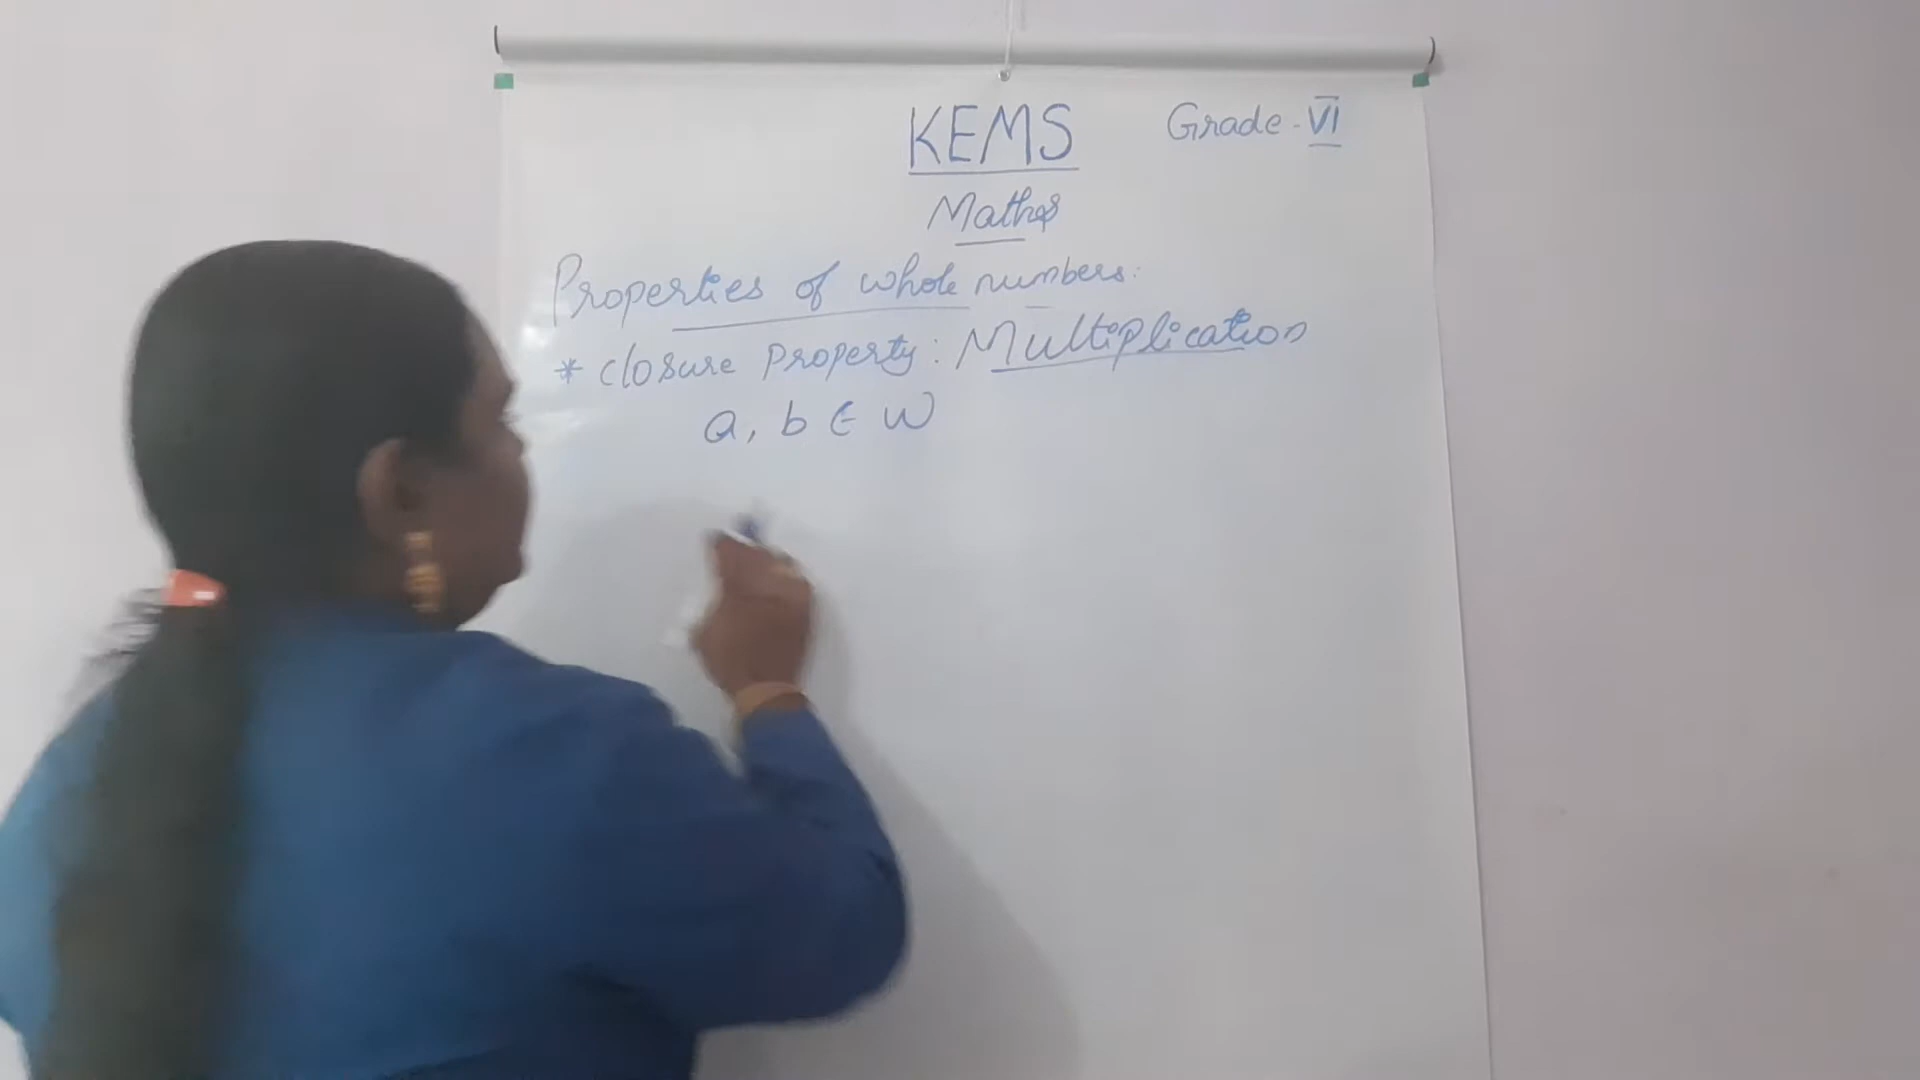 KEMS Grade - VI
Maths
Properties of whole numbers:
* closure property: Multiplication
a, b ∈ W